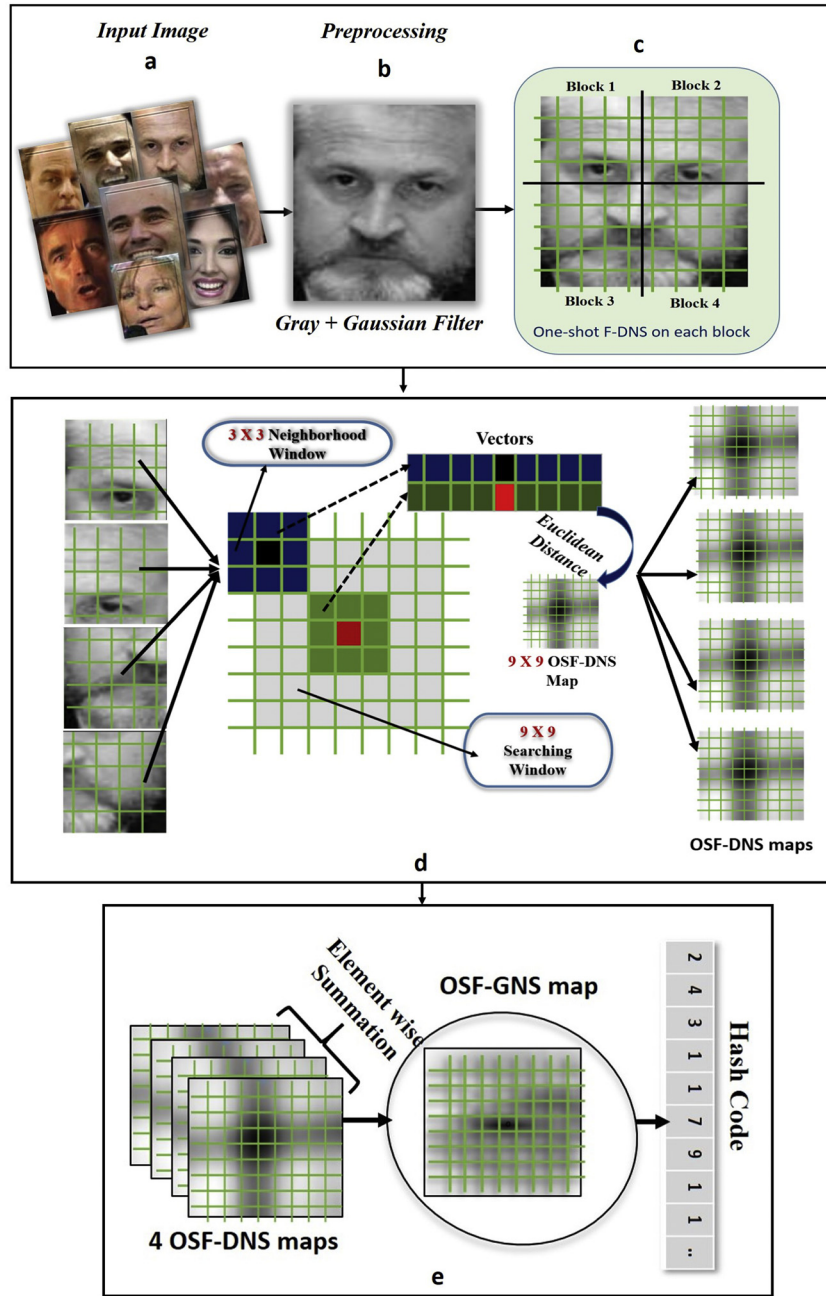 Input Image
a
Preprocessing
b
Gray + Gaussian Filter
c
Block 1
Block 2
Block 3
Block 4
One-shot F-DNS on each block
3 X 3 Neighborhood
Window
Vectors
Euclidean
Distance
9 X 9 OSF-DNS
Map
9 X 9
Searching
Window
OSF-DNS maps
d
Element wise
Summation
4 OSF-DNS maps
OSF-GNS map
2
4
3
1
1
7
9
1
1
..
Hash Code
e